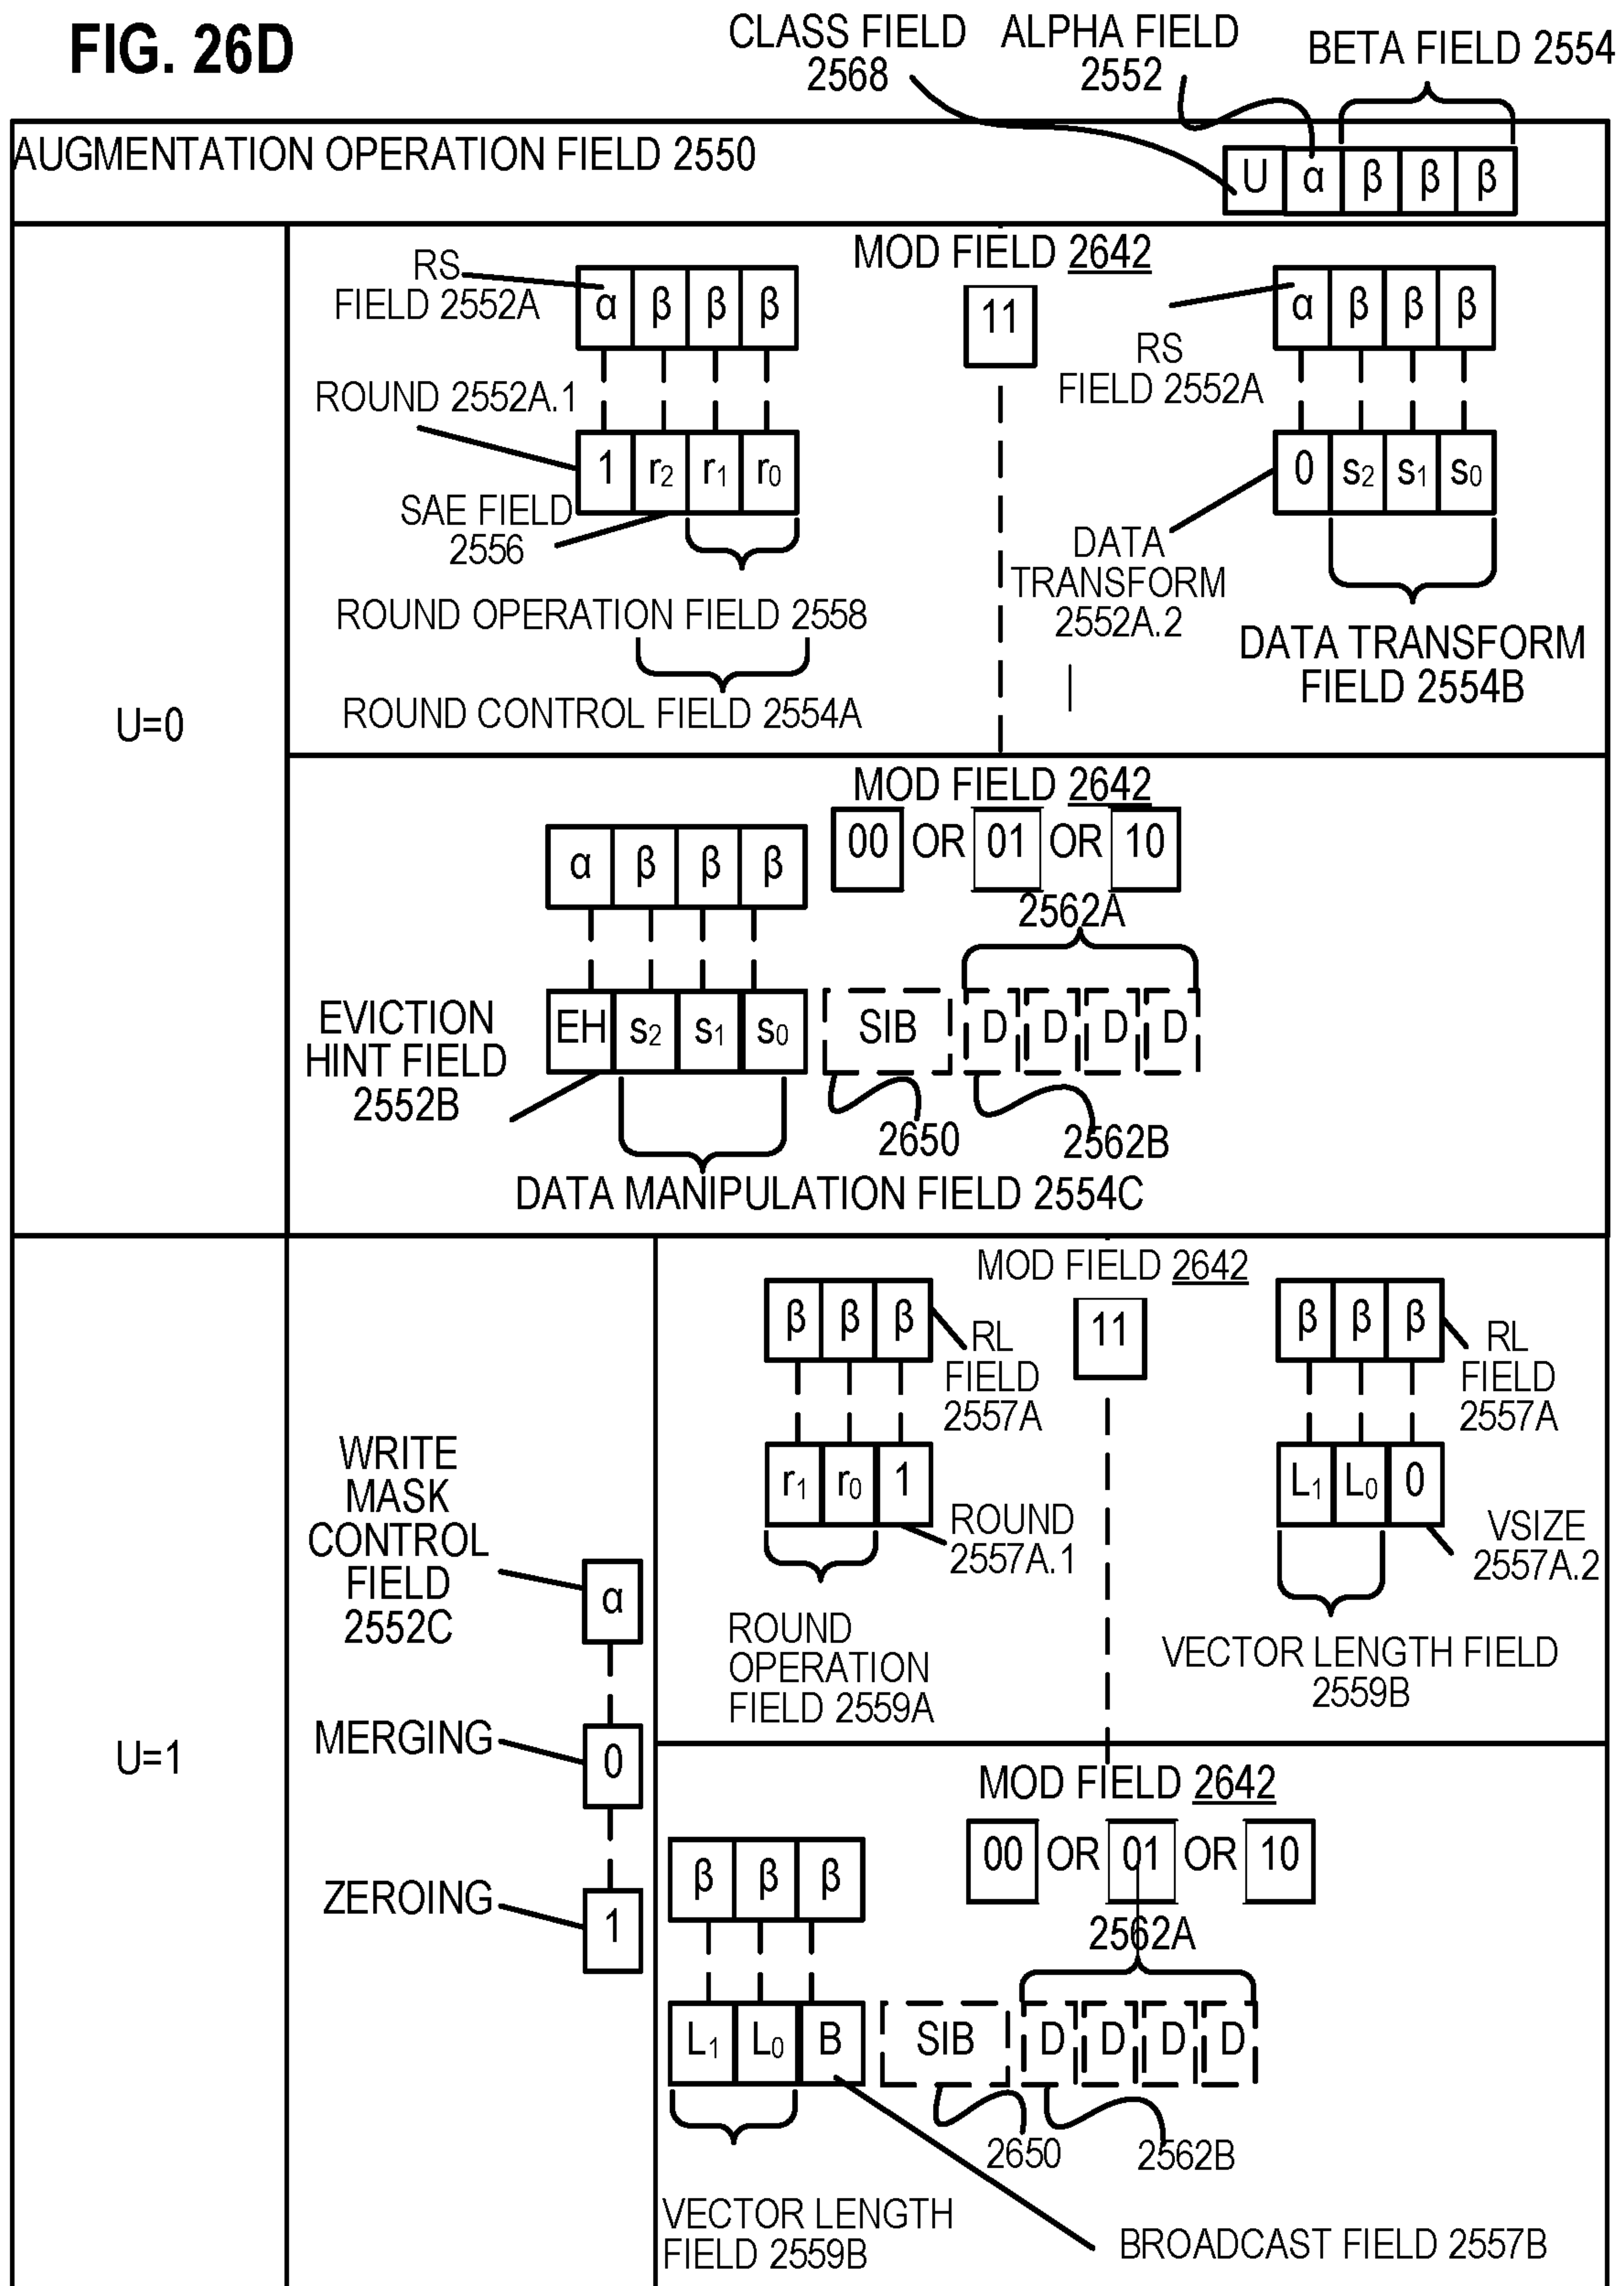 FIG. 26D
CLASS FIELD
2568
ALPHA FIELD
2552
BETA FIELD 2554
AUGMENTATION OPERATION FIELD 2550
U α β β β
U=0
MOD FIELD 2642
11
RS
FIELD 2552A
α β β β
ROUND 2552A.1
1 r2 r1 r0
SAE FIELD
2556
ROUND OPERATION FIELD 2558
ROUND CONTROL FIELD 2554A
α β β β
RS
FIELD 2552A
0 s2 s1 s0
DATA
TRANSFORM
2552A.2
DATA TRANSFORM
FIELD 2554B
MOD FIELD 2642
00 OR 01 OR 10
α β β β
2562A
EVICTION
HINT FIELD
2552B
EH s2 s1 s0 SIB D D D D
2650
2562B
DATA MANIPULATION FIELD 2554C
U=1
WRITE
MASK
CONTROL
FIELD
2552C
α
MERGING
0
ZEROING
1
MOD FIELD 2642
11
β β β
RL
FIELD
2557A
r1 r0 1
ROUND
2557A.1
ROUND
OPERATION
FIELD 2559A
β β β
RL
FIELD
2557A
L1 L0 0
VSIZE
2557A.2
VECTOR LENGTH FIELD
2559B
MOD FIELD 2642
00 OR 01 OR 10
β β β
2562A
L1 L0 B SIB D D D D
2650
2562B
VECTOR LENGTH
FIELD 2559B
BROADCAST FIELD 2557B